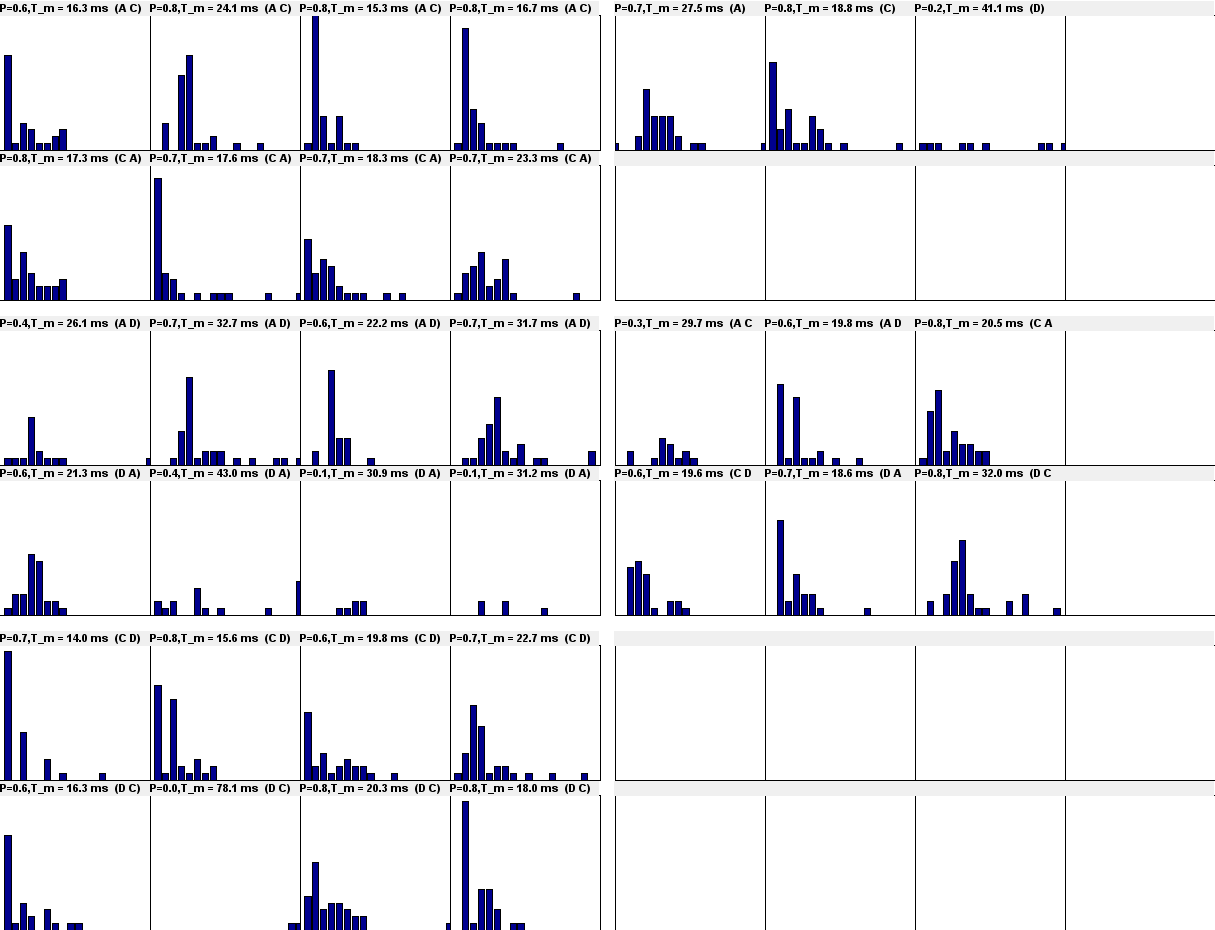 P=0.6,T_m = 16.3 ms (A C) P=0.8,T_m = 24.1 ms (A C) P=0.8,T_m = 15.3 ms (A C) P=0.8,T_m = 16.7 ms (A C) P=0.7,T_m = 27.5 ms (A) P=0.8,T_m = 18.8 ms (C) P=0.2,T_m = 41.1 ms (D)
P=0.8,T_m = 17.3 ms (C A) P=0.7,T_m = 17.6 ms (C A) P=0.7,T_m = 18.3 ms (C A) P=0.7,T_m = 23.3 ms (C A)
P=0.4,T_m = 26.1 ms (A D) P=0.7,T_m = 32.7 ms (A D) P=0.6,T_m = 22.2 ms (A D) P=0.7,T_m = 31.7 ms (A D) P=0.3,T_m = 29.7 ms (A C P=0.6,T_m = 19.8 ms (A D P=0.8,T_m = 20.5 ms (C A
P=0.6,T_m = 21.3 ms (D A) P=0.4,T_m = 43.0 ms (D A) P=0.1,T_m = 30.9 ms (D A) P=0.1,T_m = 31.2 ms (D A) P=0.6,T_m = 19.6 ms (C D P=0.7,T_m = 18.6 ms (D A P=0.8,T_m = 32.0 ms (D C
P=0.7,T_m = 14.0 ms (C D) P=0.8,T_m = 15.6 ms (C D) P=0.6,T_m = 19.8 ms (C D) P=0.7,T_m = 22.7 ms (C D)
P=0.6,T_m = 16.3 ms (D C) P=0.0,T_m = 78.1 ms (D C) P=0.8,T_m = 20.3 ms (D C) P=0.8,T_m = 18.0 ms (D C)